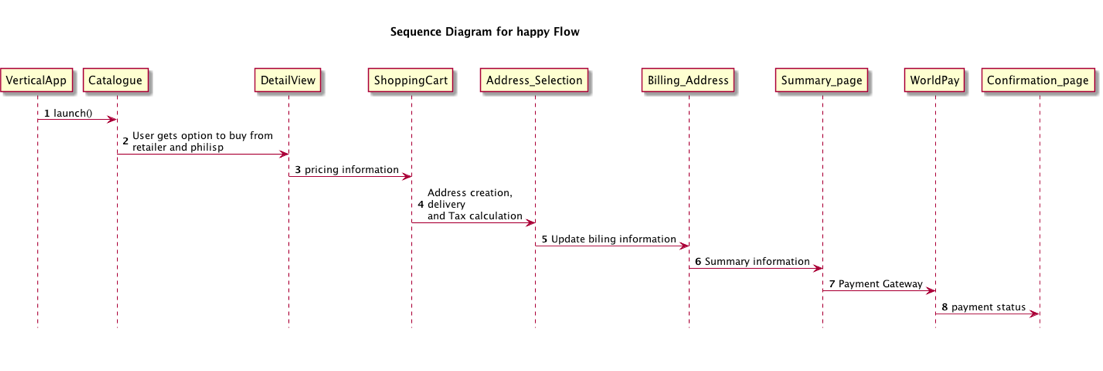 Sequence Diagram for happy Flow
VerticalApp
Catalogue
DetailView
ShoppingCart
Address_Selection
Billing_Address
Summary_page
WorldPay
Confirmation_page
1 launch()
2 User gets option to buy from
retailer and philisp
3 pricing information
4 Address creation,
delivery
and Tax calculation
5 Update biling information
6 Summary information
7 Payment Gateway
8 payment status